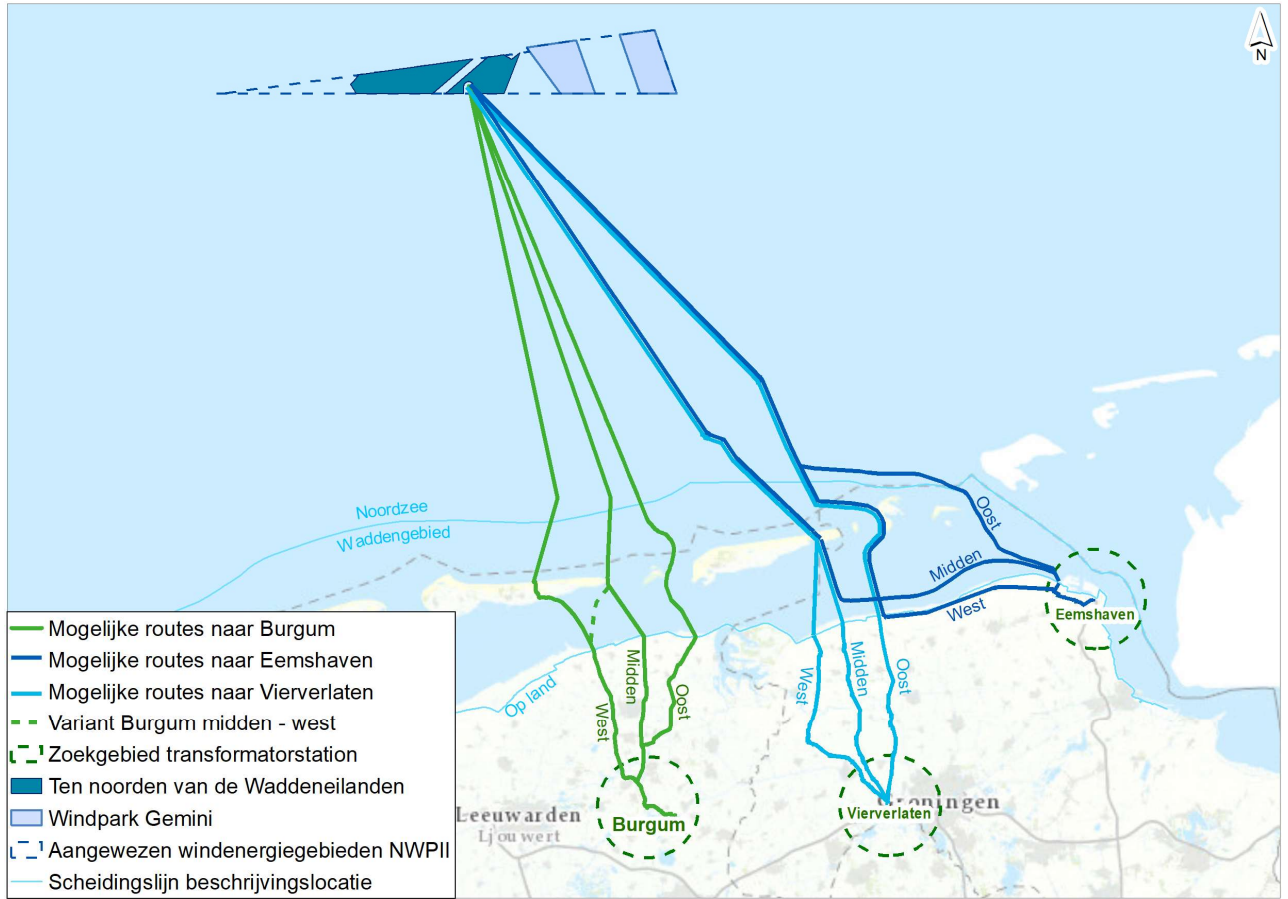 N
Noordzee
Waddengebied
Oost
Midden
West
Eemshaven
Op land
West
Midden
Oost
West
Midden
Oost
Leeuwarden
Ljouwert
Burgum
Groningen
Vierverlaten
Mogelijke routes naar Burgum
Mogelijke routes naar Eemshaven
Mogelijke routes naar Vierverlaten
Variant Burgum midden - west
Zoekgebied transformatorstation
Ten noorden van de Waddeneilanden
Windpark Gemini
Aangewezen windenergiegebieden NWPII
Scheidingslijn beschrijvingslocatie